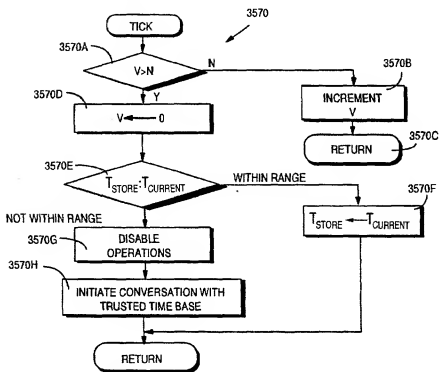 TICK
3570
3570A
V>N
N
3570B
INCREMENT
V
3570D
Y
V ← 0
RETURN
3570C
3570E
T STORE : T CURRENT
WITHIN RANGE
3570F
T STORE ← T CURRENT
NOT WITHIN RANGE
3570G
DISABLE
OPERATIONS
3570H
INITIATE CONVERSATION WITH
TRUSTED TIME BASE
RETURN